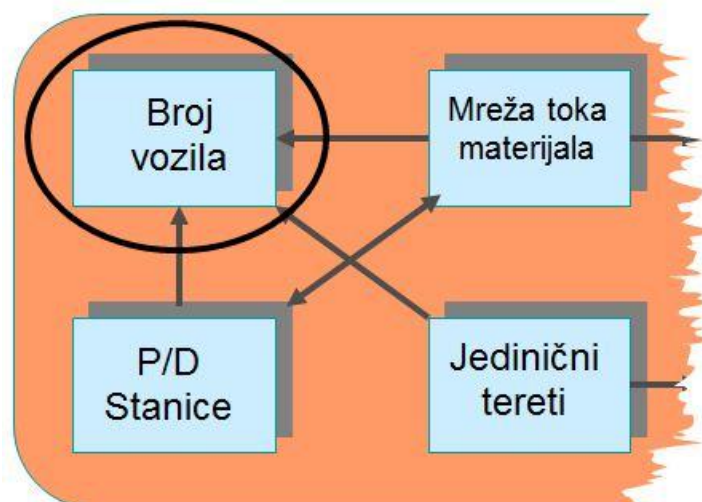 Broj
vozila
Mreža toka
materijala
P/D
Stanice
Jedinični
tereti